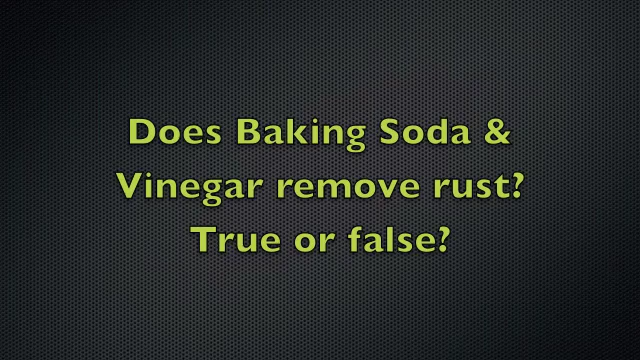 Does Baking Soda &
Vinegar remove rust?
True or false?